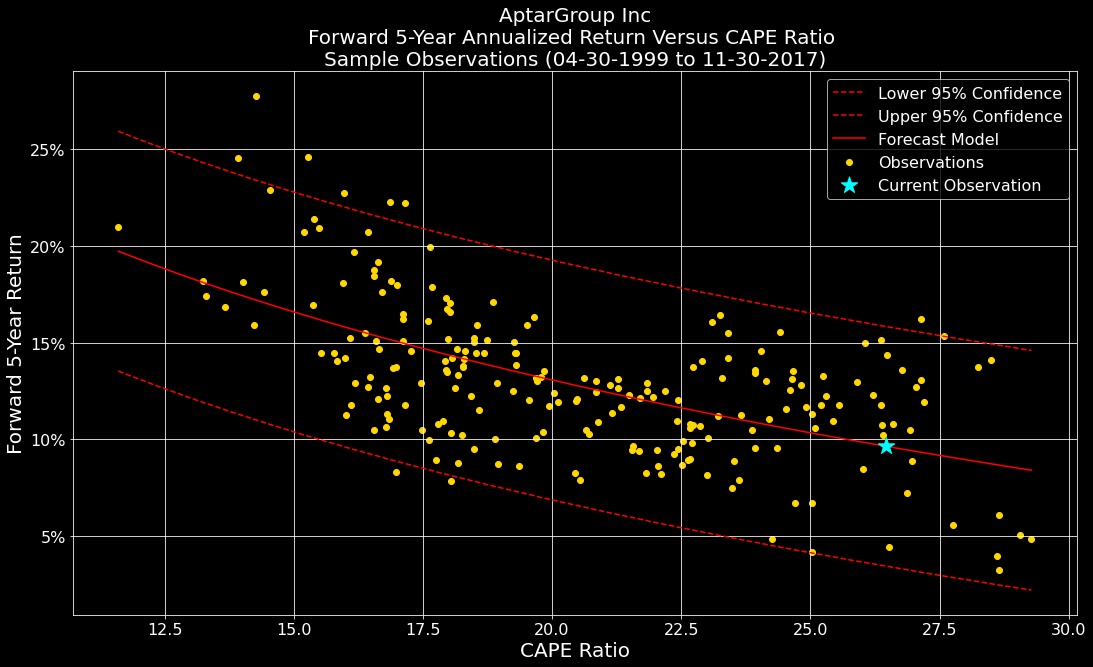 AptarGroup Inc
Forward 5-Year Annualized Return Versus CAPE Ratio
Sample Observations (04-30-1999 to 11-30-2017)
Lower 95% Confidence
Upper 95% Confidence
Forecast Model
Observations
Current Observation
Forward 5-Year Return
25%
20%
15%
10%
5%
12.5
15.0
17.5
20.0
22.5
25.0
27.5
30.0
CAPE Ratio